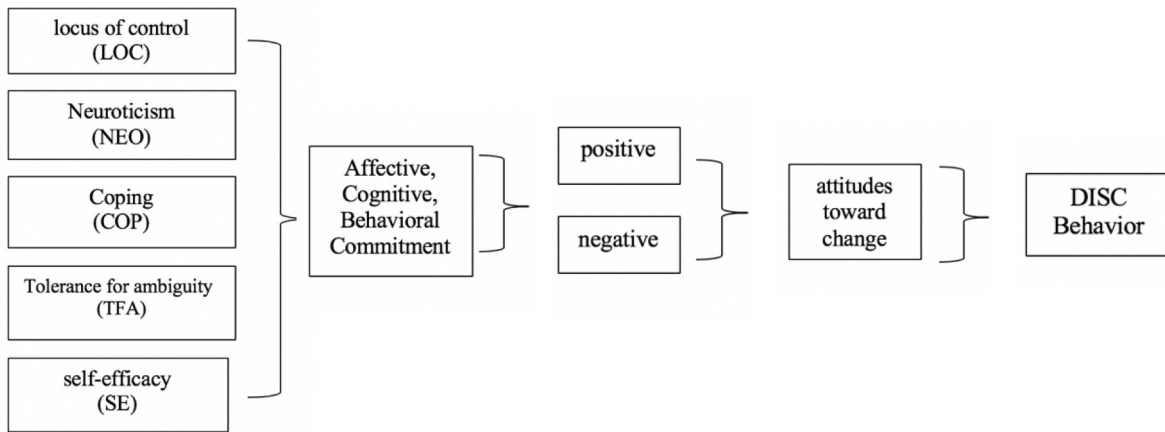 locus of control
(LOC)
Neuroticism
(NEO)
Coping
(COP)
Tolerance for ambiguity
(TFA)
self-efficacy
(SE)
Affective,
Cognitive,
Behavioral
Commitment
positive
negative
attitudes
toward
change
DISC
Behavior